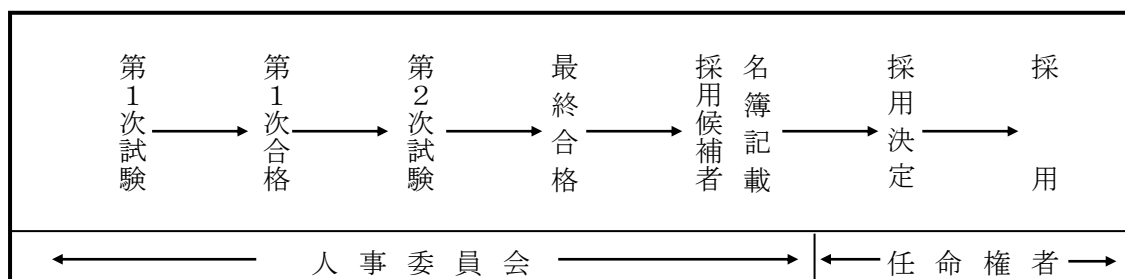 第１次試験
第１次合格
第２次試験
最終合格
採用候補者
名簿記載
採用決定
採用
人事委員会
任命権者